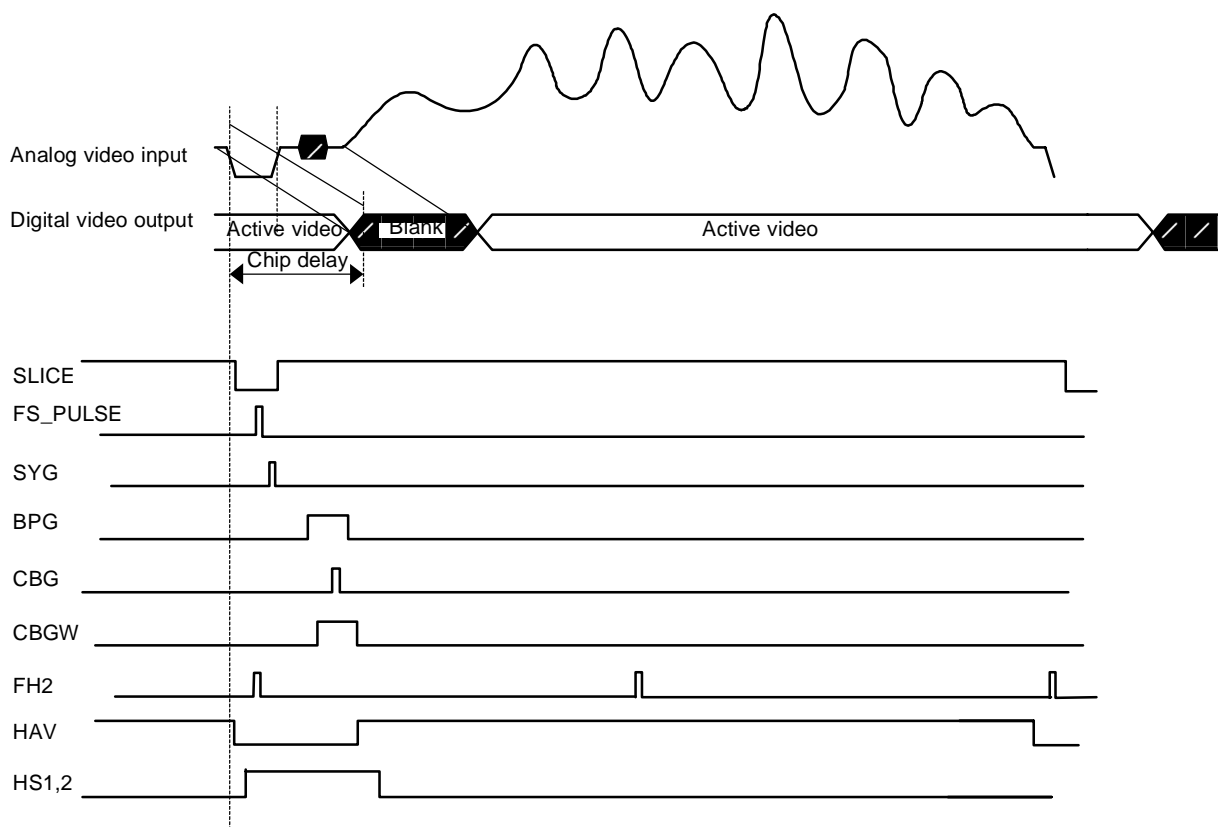 Analog video input
Digital video output
Active video
Blank
Active video
Chip delay
SLICE
FS_PULSE
SYG
BPG
CBG
CBGW
FH2
HAV
HS1,2